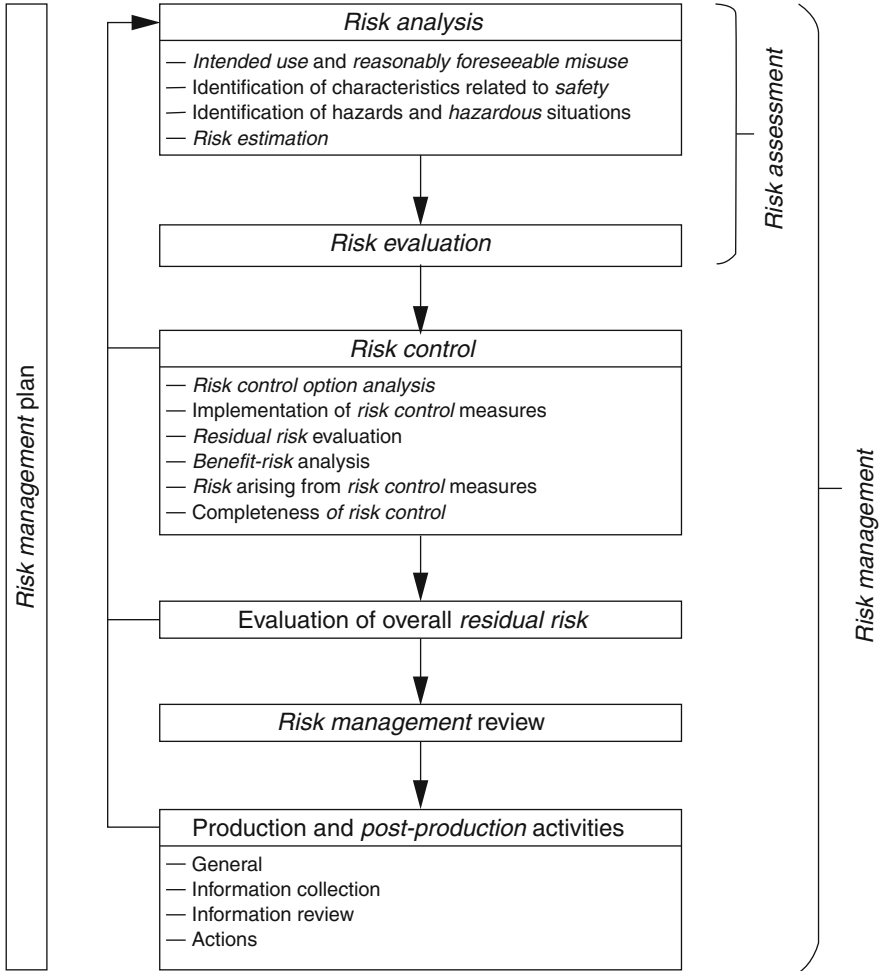 Risk analysis
— Intended use and reasonably foreseeable misuse
— Identification of characteristics related to safety
— Identification of hazards and hazardous situations
— Risk estimation
Risk evaluation
Risk control
— Risk control option analysis
— Implementation of risk control measures
— Residual risk evaluation
— Benefit-risk analysis
— Risk arising from risk control measures
— Completeness of risk control
Evaluation of overall residual risk
Risk management review
Production and post-production activities
— General
— Information collection
— Information review
— Actions
Risk management plan
Risk assessment
Risk management